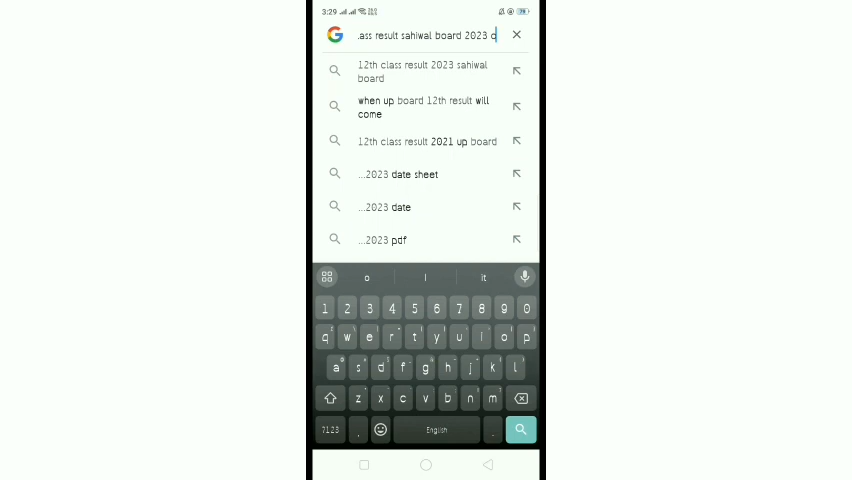 3:29
79
.ass result sahiwal board 2023
12th class result 2023 sahiwal
board
when up board 12th result will
come
12th class result 2021 up board
...2023 date sheet
...2023 date
...2023 pdf
o l it
1 2 3 4 5 6 7 8 9 0
q w e r t y u i o p
a s d f g h j k l
z x c v b n m
?123 , English .